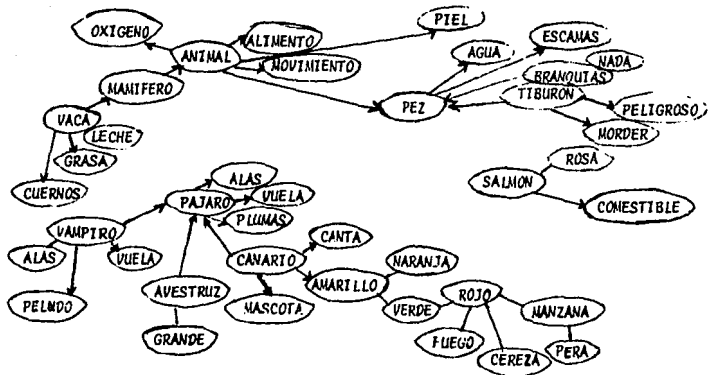 PIEL
OXIGENO
ALIMENTO
ESCAMAS
ANIMAL
AGUA
NADA
MOVIMIENTO
BRANQUIAS
MAMIFERO
TIBURON
PEZ
PELIGROSO
VACA
LECHE
MORDER
GRASA
ROSA
CUERNOS
SALMON
ALAS
COMESTIBLE
PAJARO
VUELA
PLUMAS
VAMPIRO
CANTA
ALAS
VUELA
CANARIO
NARANJA
AMARILLO
AVESTRUZ
ROJO
PELUDO
MASCOTA
VERDE
MANZANA
GRANDE
FUEGO
CEREZA
PERA